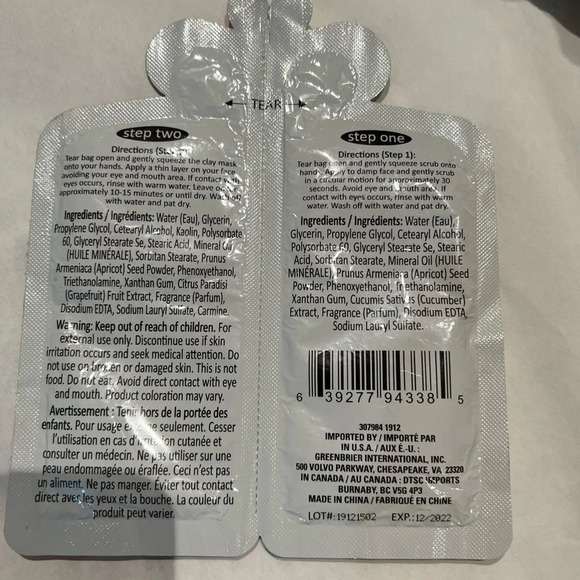 ← TEAR →
step two
Directions (Step
Tear bag open and gently squeeze the clay mask
onto your hands. Apply a thin layer on your face
avoiding your eye and mouth area. If contact with
eyes occurs, rinse with warm water. Leave on for
approximately 10-15 minutes or until dry. Wash off
with water and pat dry.
Ingredients / Ingrédients: Water (Eau), Glycerin,
Propylene Glycol, Cetearyl Alcohol, Kaolin, Polysorbate
60, Glyceryl Stearate Se, Stearic Acid, Mineral Oil
(HUILE MINÉRALE), Sorbitan Stearate, Prunus
Armeniaca (Apricot) Seed Powder, Phenoxyethanol,
Triethanolamine, Xanthan Gum, Citrus Paradisi
(Grapefruit) Fruit Extract, Fragrance (Parfum),
Disodium EDTA, Sodium Lauryl Sulfate, Carmine.
Warning: Keep out of reach of children. For
external use only. Discontinue use if skin
irritation occurs and seek medical attention. Do
not use on broken or damaged skin. This is not
food. Do not eat. Avoid direct contact with eye
and mouth. Product coloration may vary.
Avertissement : Tenir hors de la portée des
enfants. Pour usage externe seulement. Cesser
l'utilisation en cas d'irritation cutanée et
consulter un médecin. Ne pas utiliser sur une
peau endommagée ou éraflée. Ceci n'est pas
un aliment. Ne pas manger. Éviter tout contact
direct avec les yeux et la bouche. La couleur du
produit peut varier.
step one
Directions (Step 1):
Tear bag open and gently squeeze scrub onto
hands. Apply to damp face and gently scrub
in a circular motion for approximately 30
seconds. Avoid eye and mouth area. If
contact with eyes occurs, rinse with warm
water. Wash off with water and pat dry.
Ingredients / Ingrédients: Water (Eau),
Glycerin, Propylene Glycol, Cetearyl Alcohol,
Polysorbate 60, Glyceryl Stearate Se, Stearic
Acid, Sorbitan Stearate, Mineral Oil (HUILE
MINÉRALE), Prunus Armeniaca (Apricot) Seed
Powder, Phenoxyethanol, Triethanolamine,
Xanthan Gum, Cucumis Sativus (Cucumber)
Extract, Fragrance (Parfum), Disodium EDTA,
Sodium Lauryl Sulfate.
6 39277 94338 5
307984 1912
IMPORTED BY / IMPORTÉ PAR
IN U.S.A. / AUX É.-U. :
GREENBRIER INTERNATIONAL, INC.
500 VOLVO PARKWAY, CHESAPEAKE, VA 23320
IN CANADA / AU CANADA : DTSC IMPORTS
BURNABY, BC V5G 4P3
MADE IN CHINA / FABRIQUÉ EN CHINE
LOT#: 19121502 EXP.: 12/2022